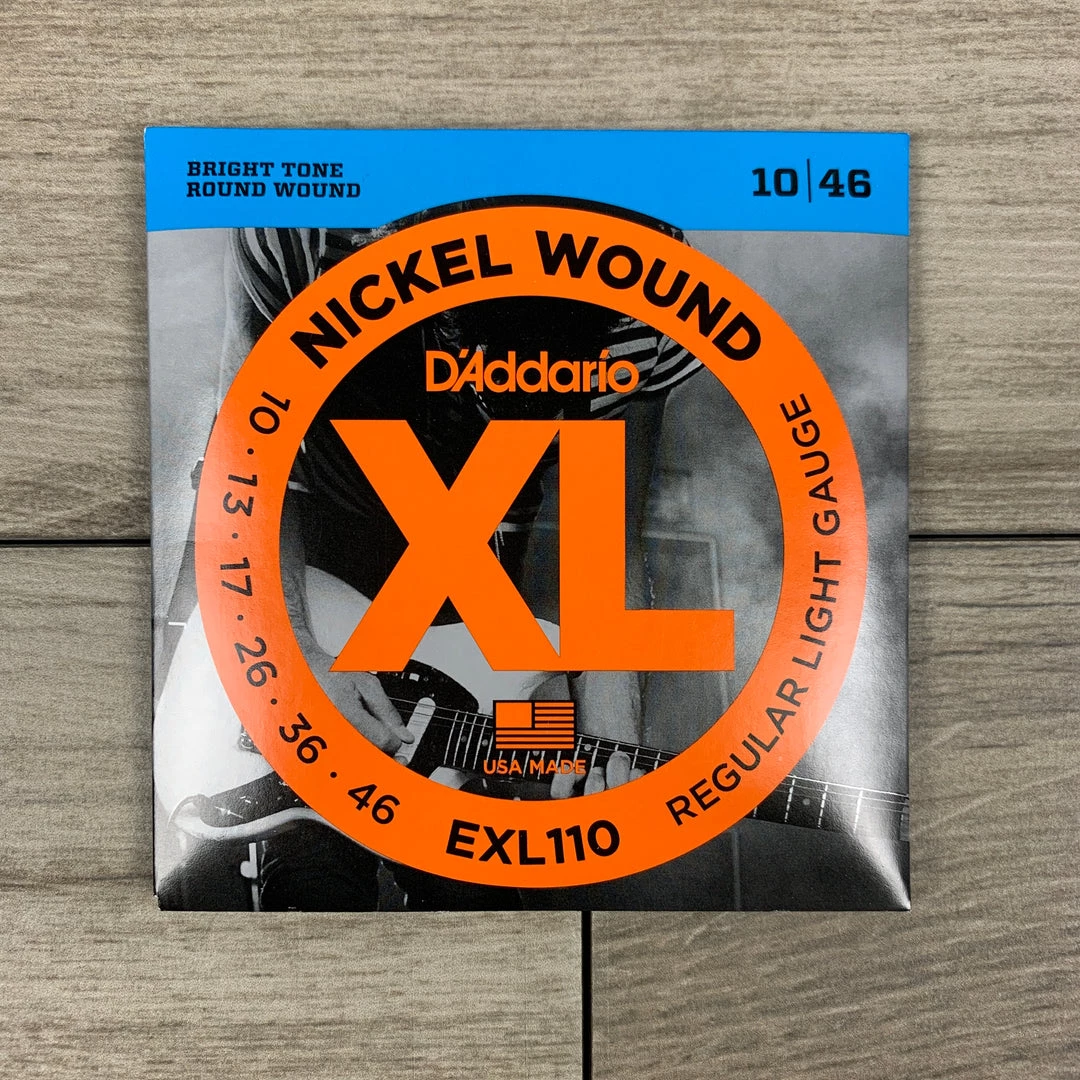 BRIGHT TONE
ROUND WOUND
10|46
NICKEL WOUND
D'Addario
XL
USA MADE
10 · 13 · 17 · 26 · 36 · 46
EXL110
REGULAR LIGHT GAUGE